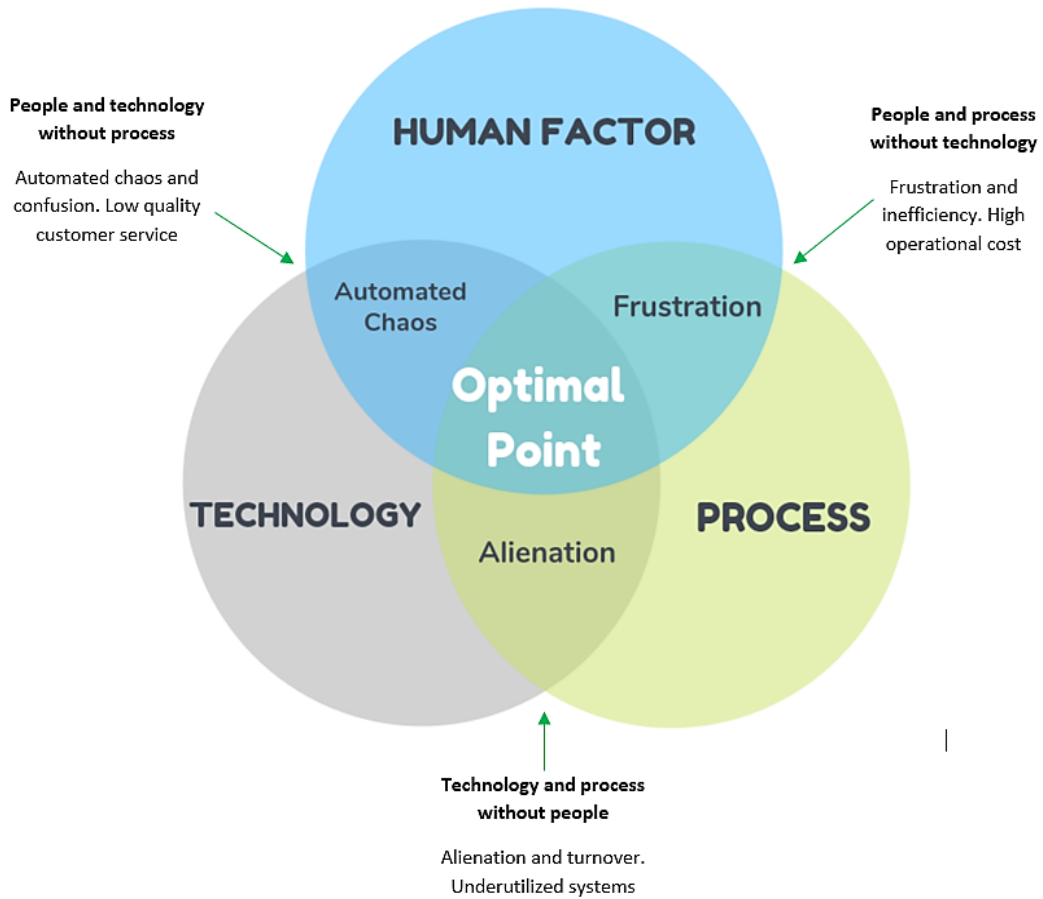 HUMAN FACTOR
People and technology
without process
Automated chaos and
confusion. Low quality
customer service
People and process
without technology
Frustration and
inefficiency. High
operational cost
Automated
Chaos
Frustration
Optimal
Point
TECHNOLOGY
PROCESS
Alienation
Technology and process
without people
Alienation and turnover.
Underutilized systems